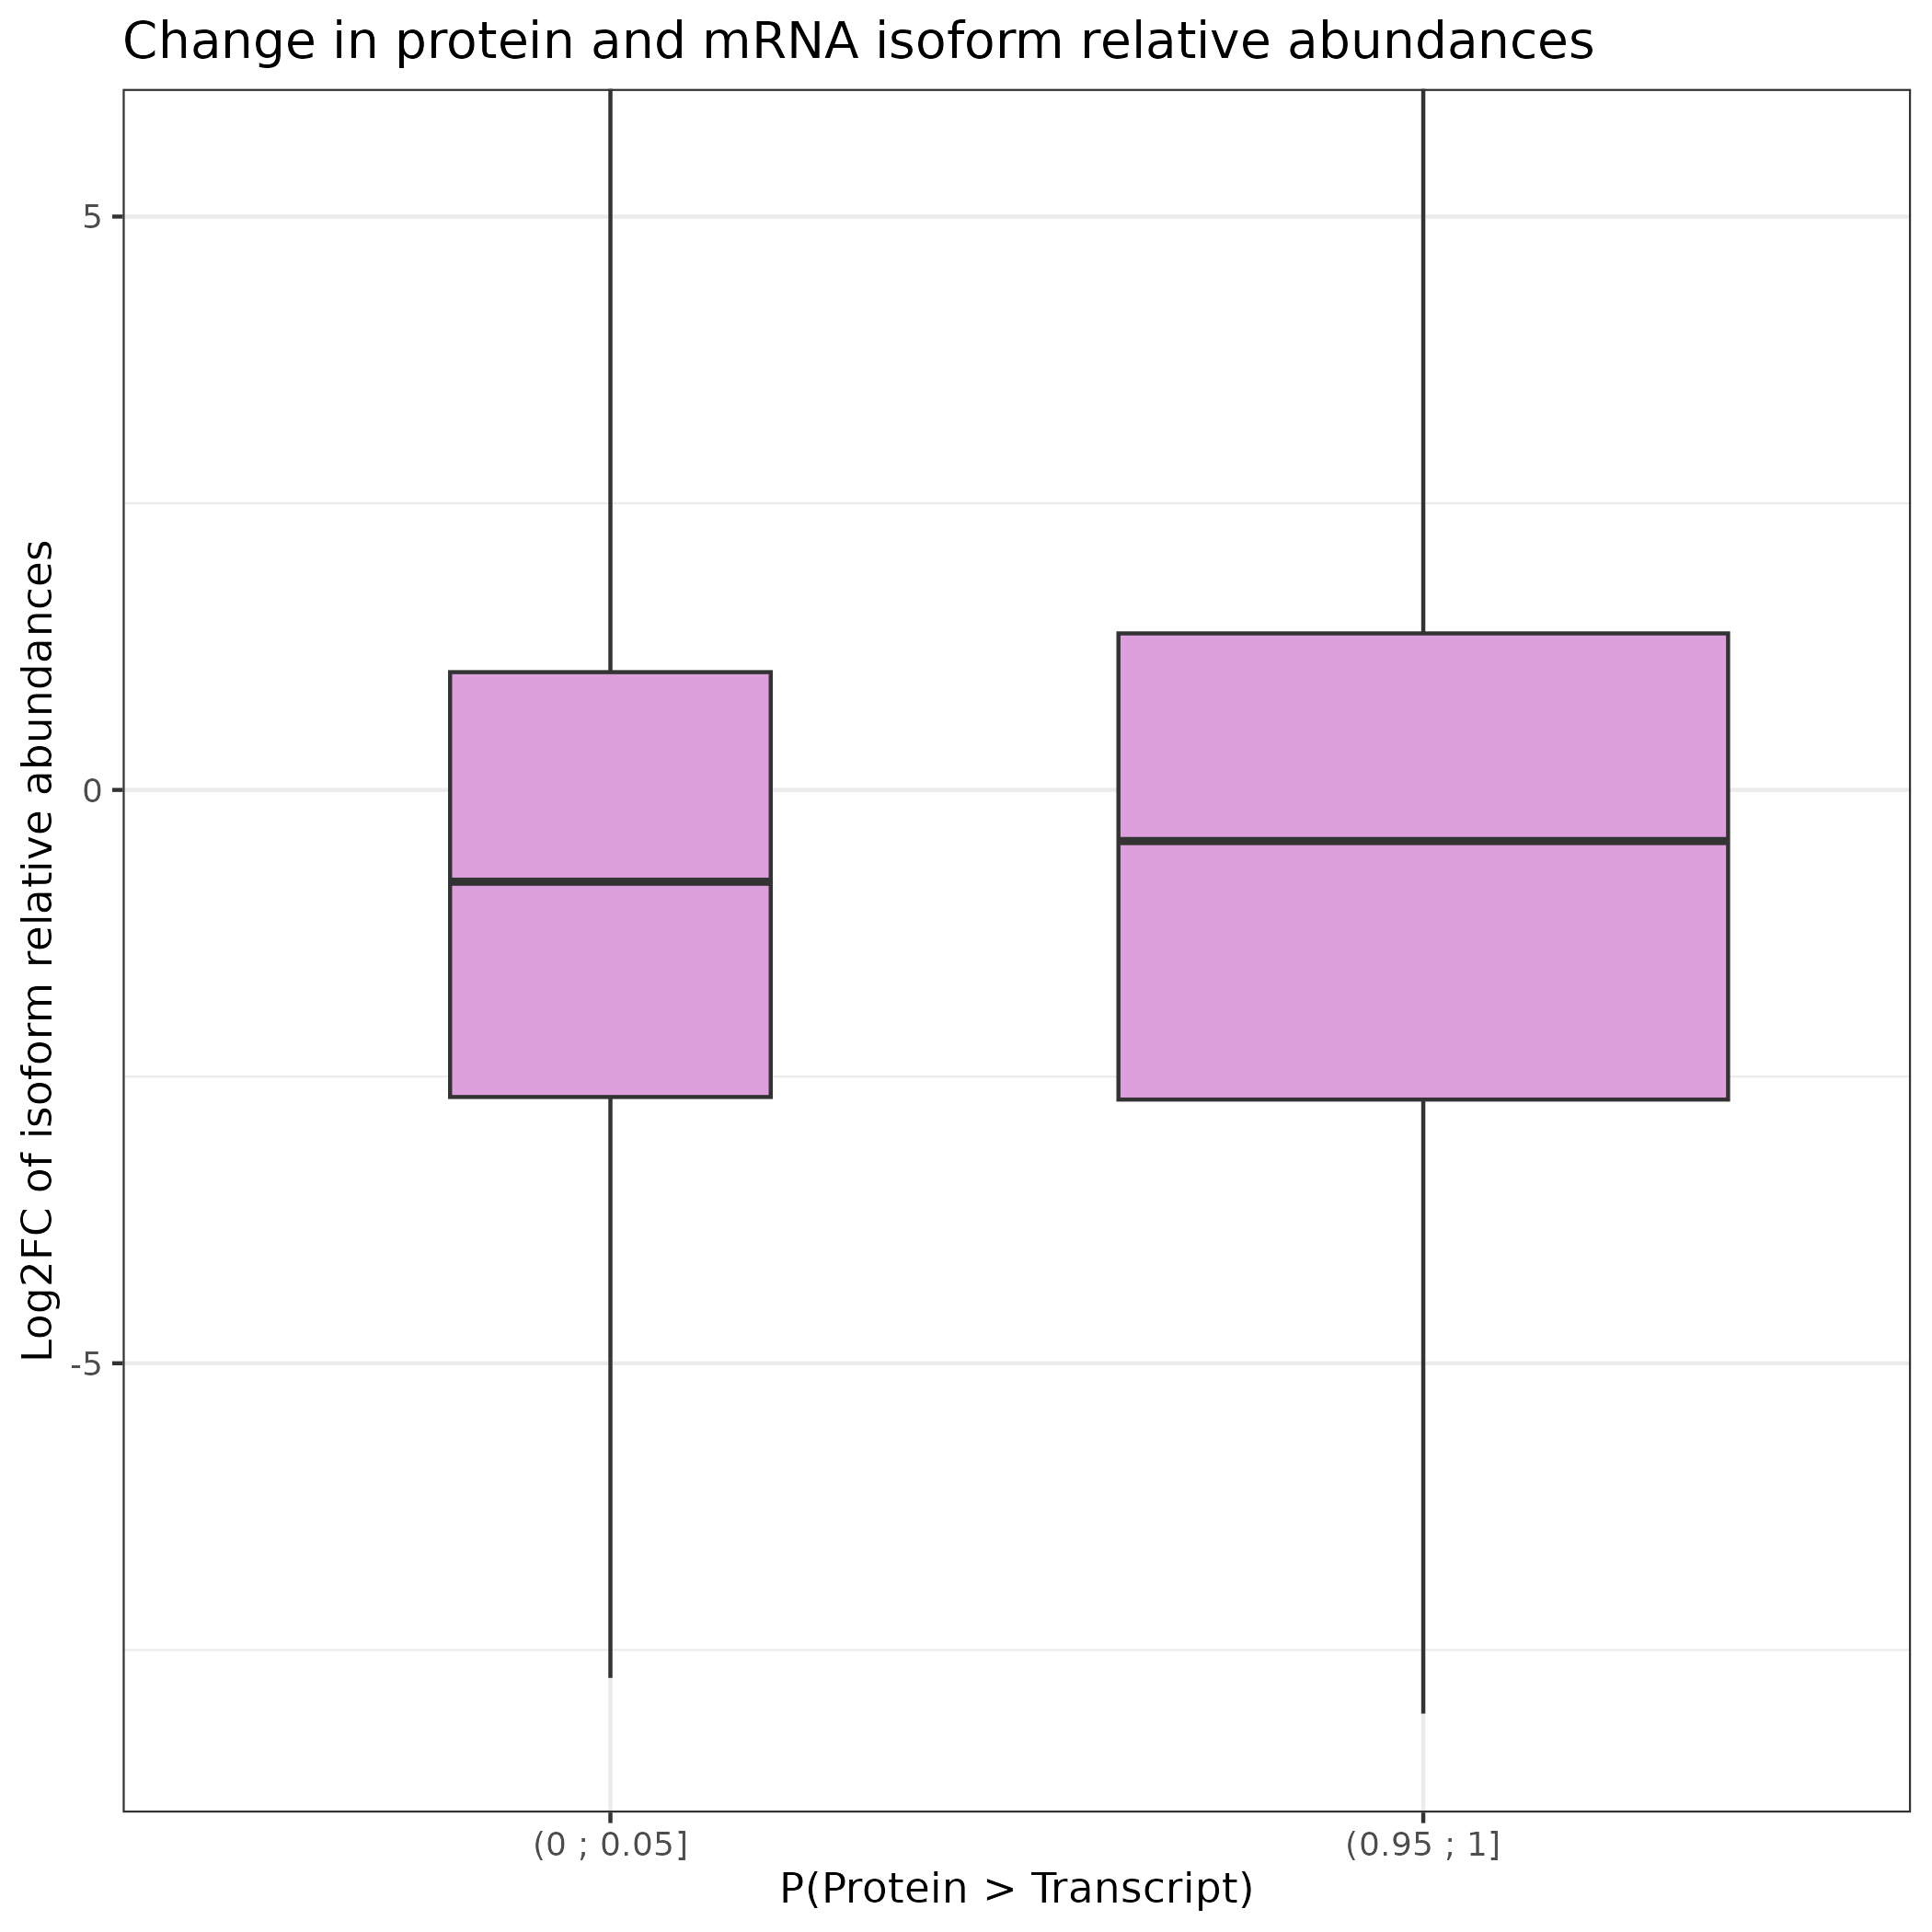 Change in protein and mRNA isoform relative abundances
Log2FC of isoform relative abundances
5
0
-5
(0 ; 0.05]
(0.95 ; 1]
P(Protein > Transcript)